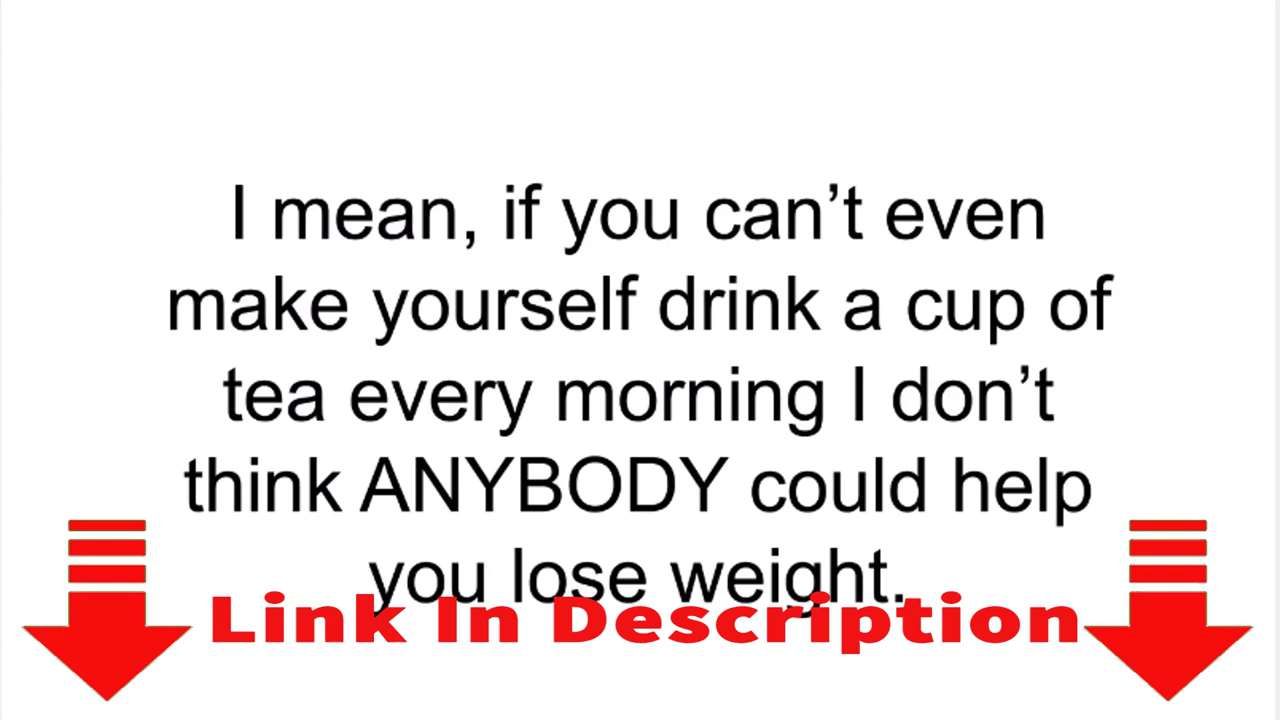 I mean, if you can’t even
make yourself drink a cup of
tea every morning I don’t
think ANYBODY could help
you lose weight.
Link In Description